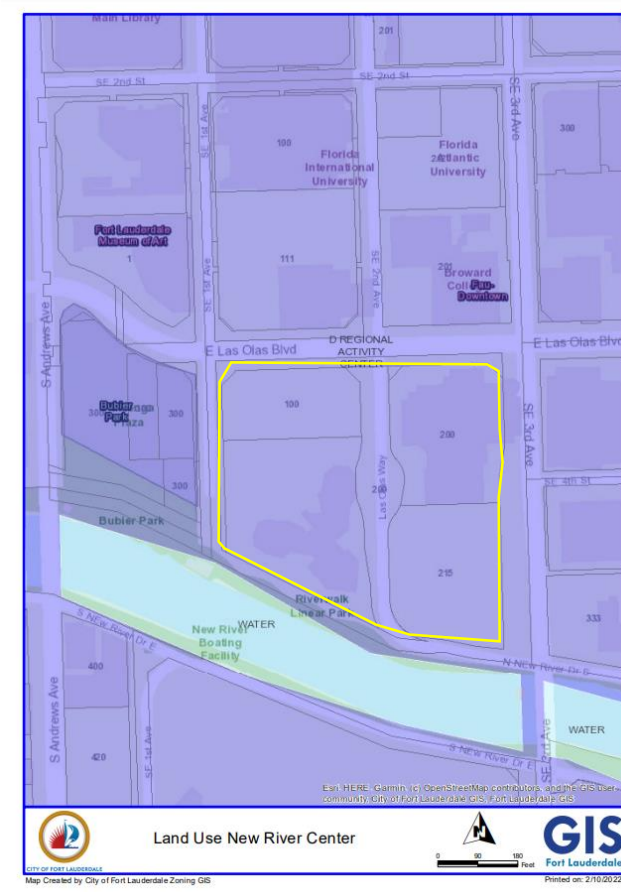 Main Library
201
SE 2nd St
SE 2nd St
SE 1st Ave
SE 3rd Ave
100
300
Florida
International
University
Florida
Atlantic
University
Fort Lauderdale
Museum of Art
1
111
SE 1st Ave
SE 2nd Ave
201
Broward
Fau-
Downtown
S Andrews Ave
E Las Olas Blvd
D REGIONAL
ACTIVITY
CENTER
E Las Olas Blvd
100
200
SE 3rd Ave
Bubier
Park
300
300
Las Olas Way
SE 4th St
300
Bubier Park
215
Riverwalk
Linear Park
333
S New River Dr E
New River
Boating
Facility
WATER
N New River Dr E
400
S Andrews Ave
SE 1st Ave
420
S New River Dr E
SE 3rd Ave
WATER
Esri, HERE, Garmin, (c) OpenStreetMap contributors, and the GIS user
community, City of Fort Lauderdale GIS, Fort Lauderdale GIS
CITY OF FORT LAUDERDALE
Land Use New River Center
N
0 90 180
Feet
GIS
Fort Lauderdale
Map Created by City of Fort Lauderdale Zoning GIS
Printed on: 2/10/2022